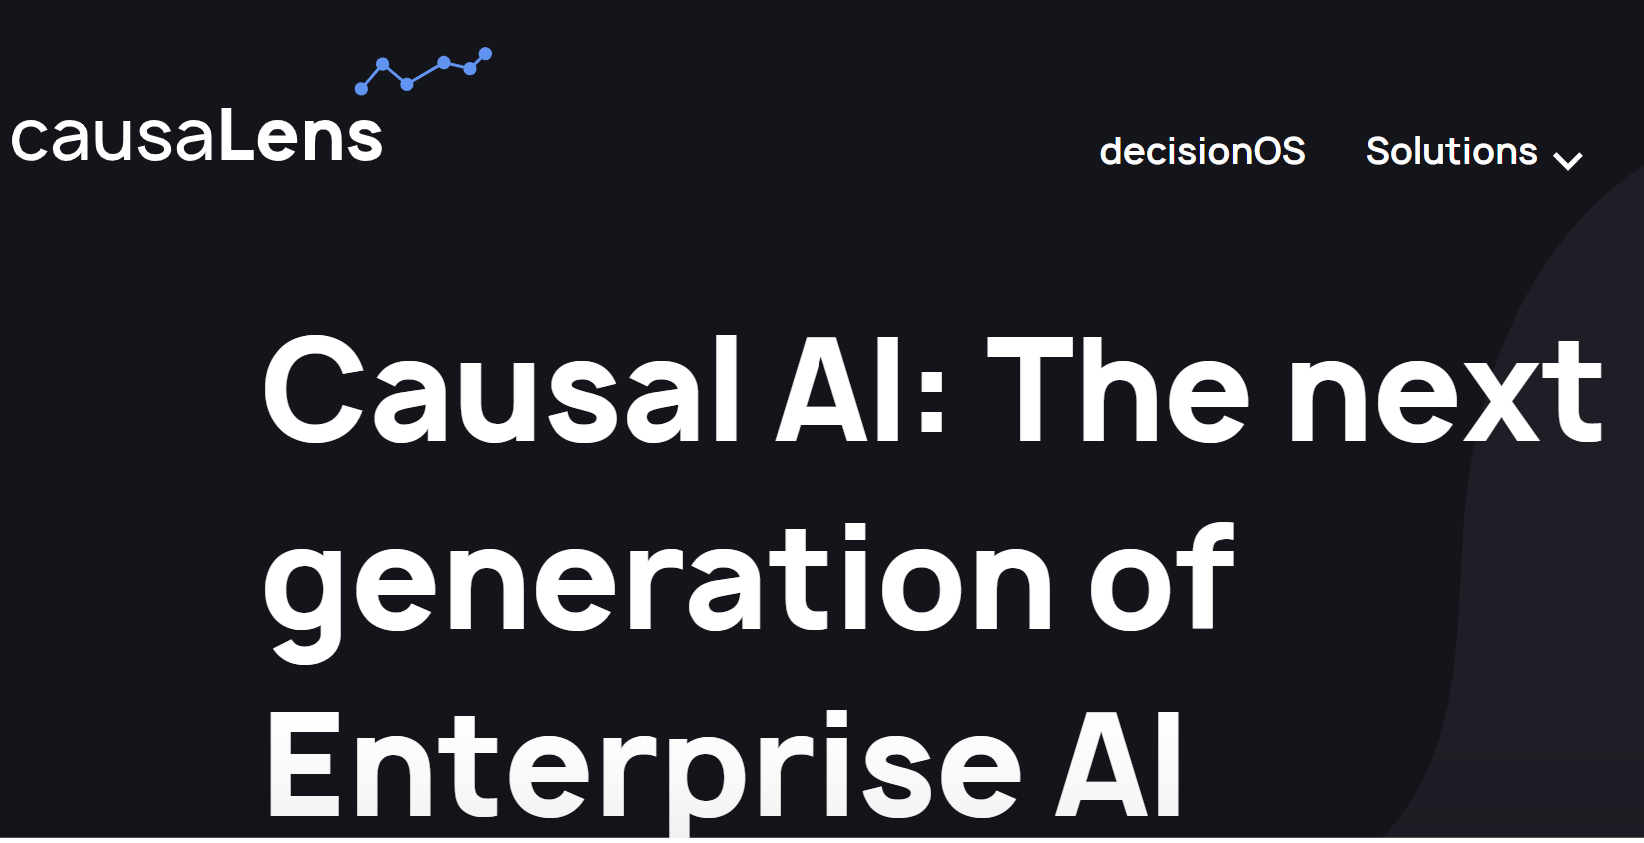 causaLens
decisionOS Solutions
Causal AI: The next
generation of
Enterprise AI